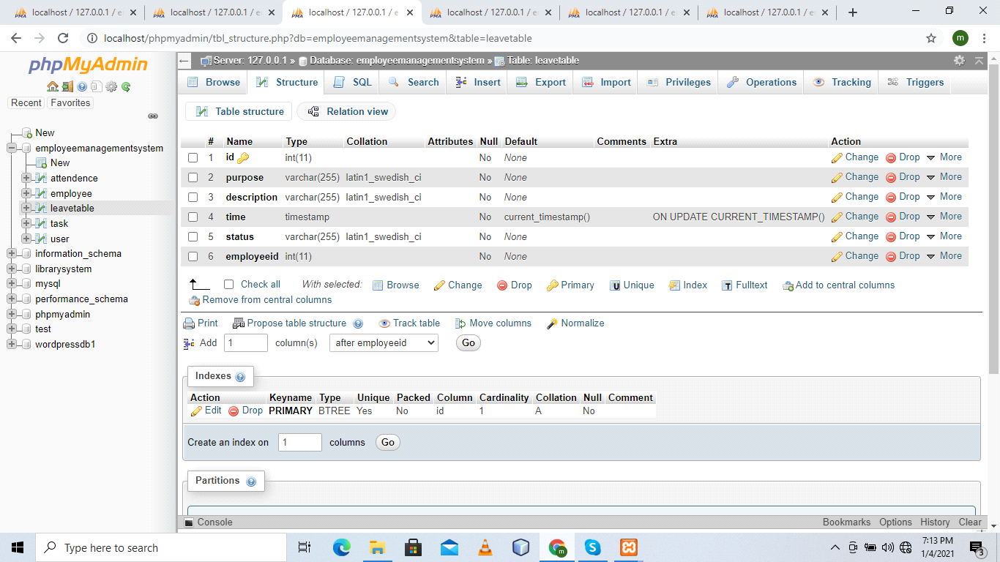 localhost / 127.0.0.1 / e
localhost / 127.0.0.1 / e
localhost / 127.0.0.1 / e
localhost / 127.0.0.1 / e
localhost / 127.0.0.1 / e
localhost / 127.0.0.1 / e
localhost/phpmyadmin/tbl_structure.php?db=employeemanagementsystem&table=leavetable
m
phpMyAdmin
Recent Favorites
New
employeemanagementsystem
New
attendence
employee
leavetable
task
user
information_schema
librarysystem
mysql
performance_schema
phpmyadmin
test
wordpressdb1
Server: 127.0.0.1 » Database: employeemanagementsystem » Table: leavetable
Browse Structure SQL Search Insert Export Import Privileges Operations Tracking Triggers
Table structure Relation view
# Name Type Collation Attributes Null Default Comments Extra Action
1 id int(11) No None Change Drop More
2 purpose varchar(255) latin1_swedish_ci No None Change Drop More
3 description varchar(255) latin1_swedish_ci No None Change Drop More
4 time timestamp No current_timestamp() ON UPDATE CURRENT_TIMESTAMP() Change Drop More
5 status varchar(255) latin1_swedish_ci No None Change Drop More
6 employeeid int(11) No None Change Drop More
Check all With selected: Browse Change Drop Primary Unique Index Fulltext Add to central columns
Remove from central columns
Print Propose table structure Track table Move columns Normalize
Add 1 column(s) after employeeid Go
Indexes
Action Keyname Type Unique Packed Column Cardinality Collation Null Comment
Edit Drop PRIMARY BTREE Yes No id 1 A No
Create an index on 1 columns Go
Partitions
Console Bookmarks Options History Clear
Type here to search
7:13 PM
1/4/2021
3